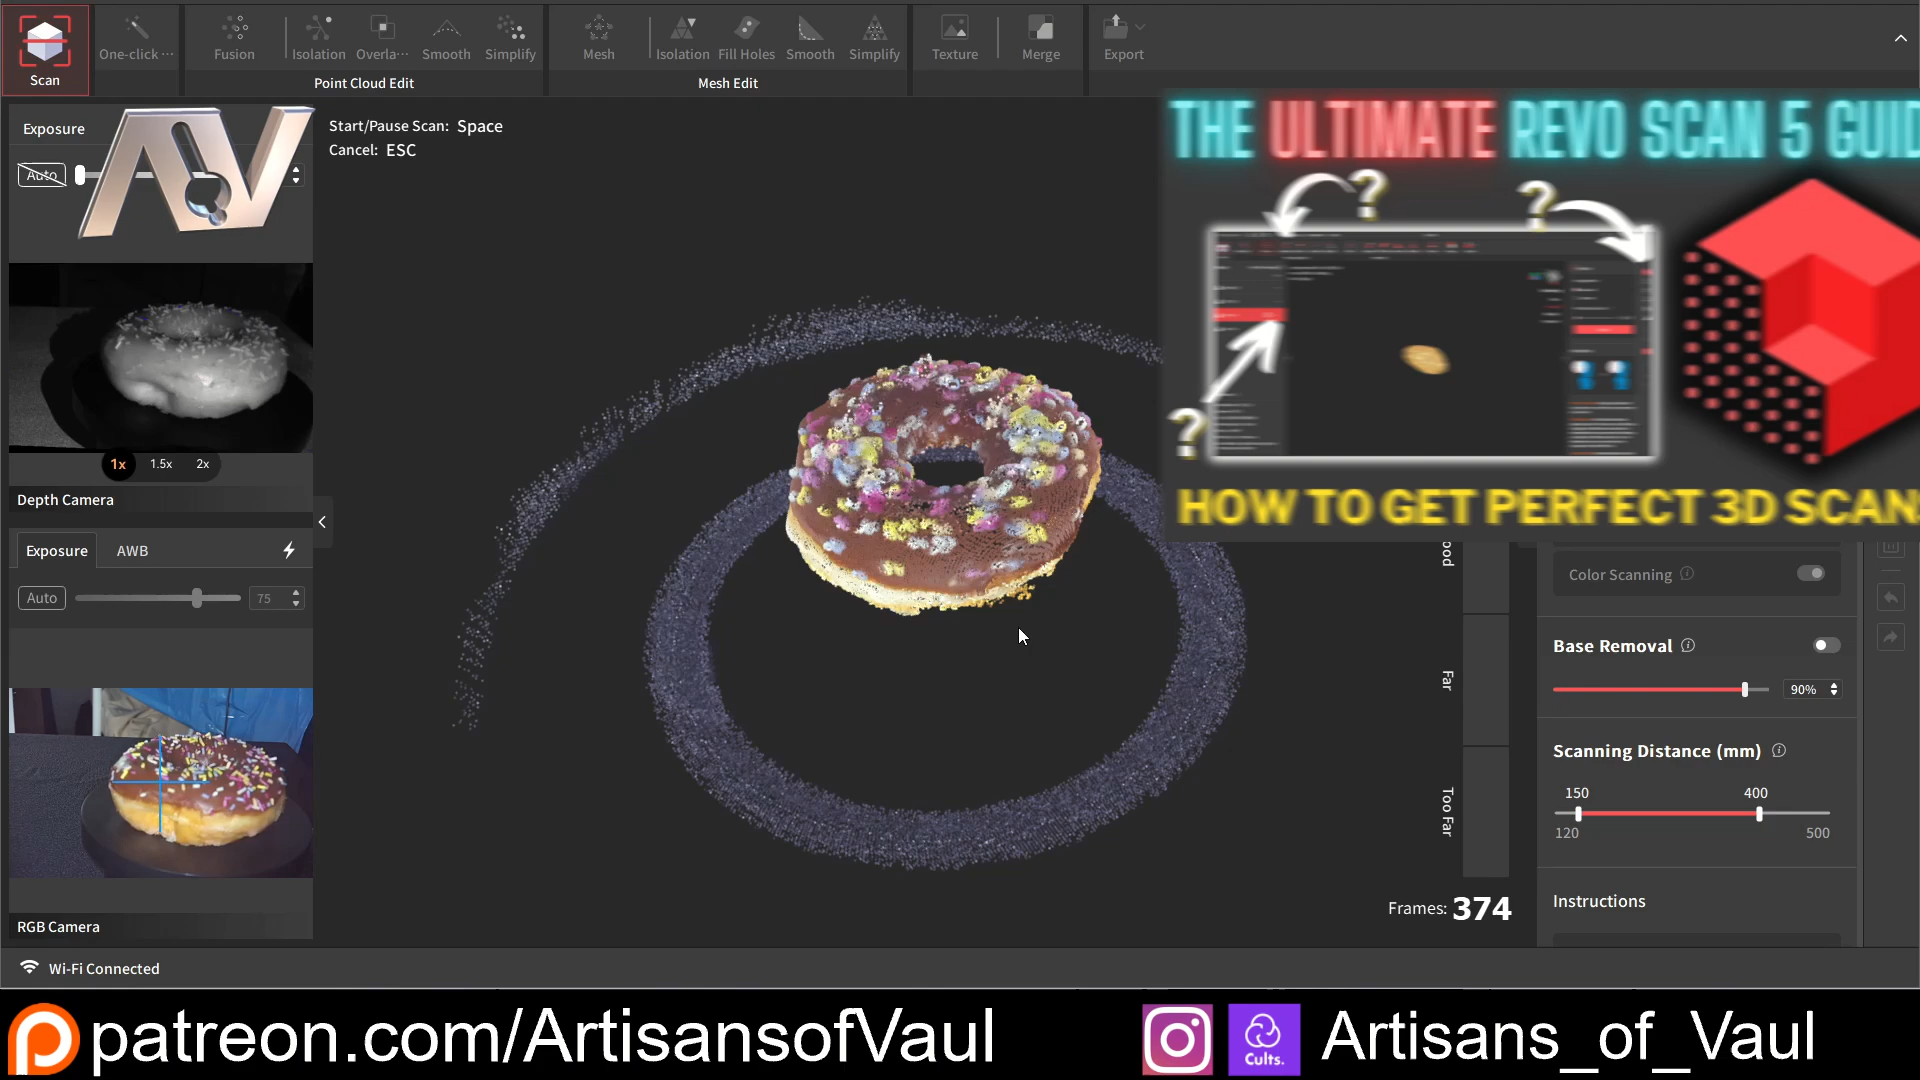 Scan
One-click ···
Fusion
Isolation
Overla···
Smooth
Simplify
Point Cloud Edit
Mesh
Isolation
Fill Holes
Smooth
Simplify
Mesh Edit
Texture
Merge
Export
Exposure
Auto
AV
Start/Pause Scan: Space
Cancel: ESC
THE ULTIMATE REVO SCAN 5 GUID
? ?
?
HOW TO GET PERFECT 3D SCAN
1x 1.5x 2x
Depth Camera
Exposure AWB
Auto 75
RGB Camera
ood
Far
Too Far
Frames: 374
Color Scanning
Base Removal
90%
Scanning Distance (mm)
150 400
120 500
Instructions
Wi-Fi Connected
patreon.com/ArtisansofVaul
Cults.
Artisans_of_Vaul